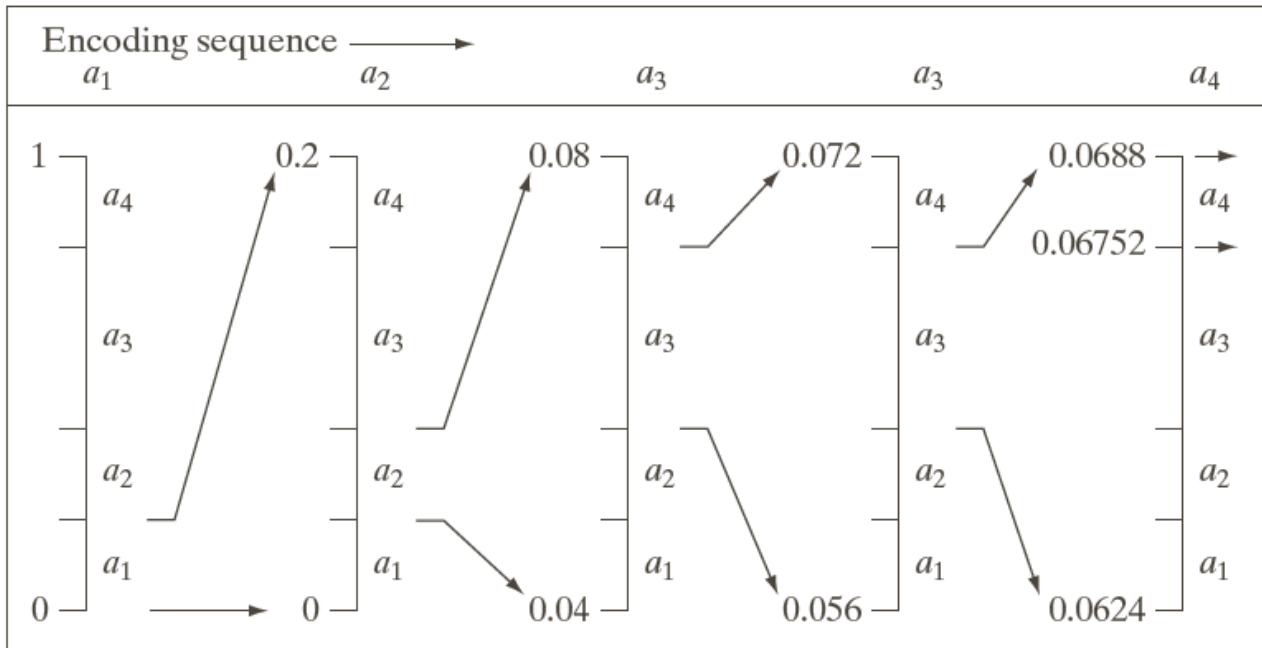 Encoding sequence
a1 a2 a3 a3 a4
1 0.2 0.08 0.072 0.0688
a4 a4 a4 a4 a4
0.06752
a3 a3 a3 a3 a3
a2 a2 a2 a2 a2
a1 a1 a1 a1 a1
0 0 0.04 0.056 0.0624